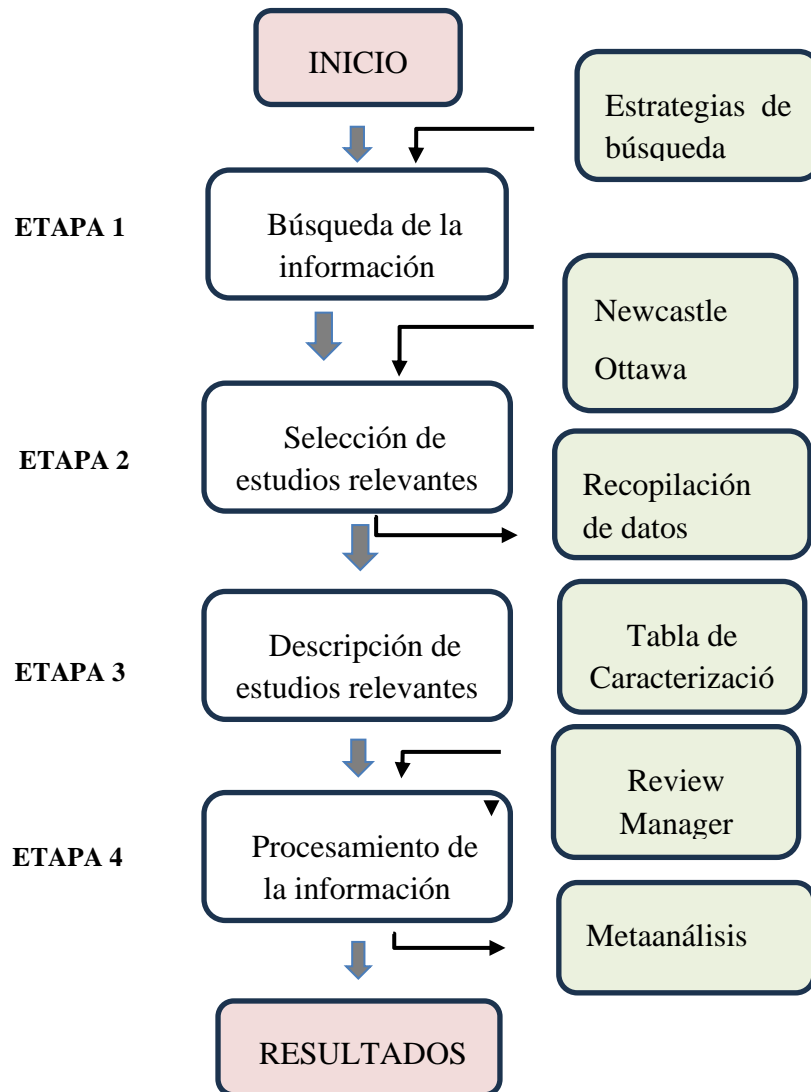 INICIO
Estrategias de
búsqueda
ETAPA 1
Búsqueda de la
información
Newcastle
Ottawa
ETAPA 2
Selección de
estudios relevantes
Recopilación
de datos
ETAPA 3
Descripción de
estudios relevantes
Tabla de
Caracterizació
Review
Manager
ETAPA 4
Procesamiento de
la información
Metaanálisis
RESULTADOS